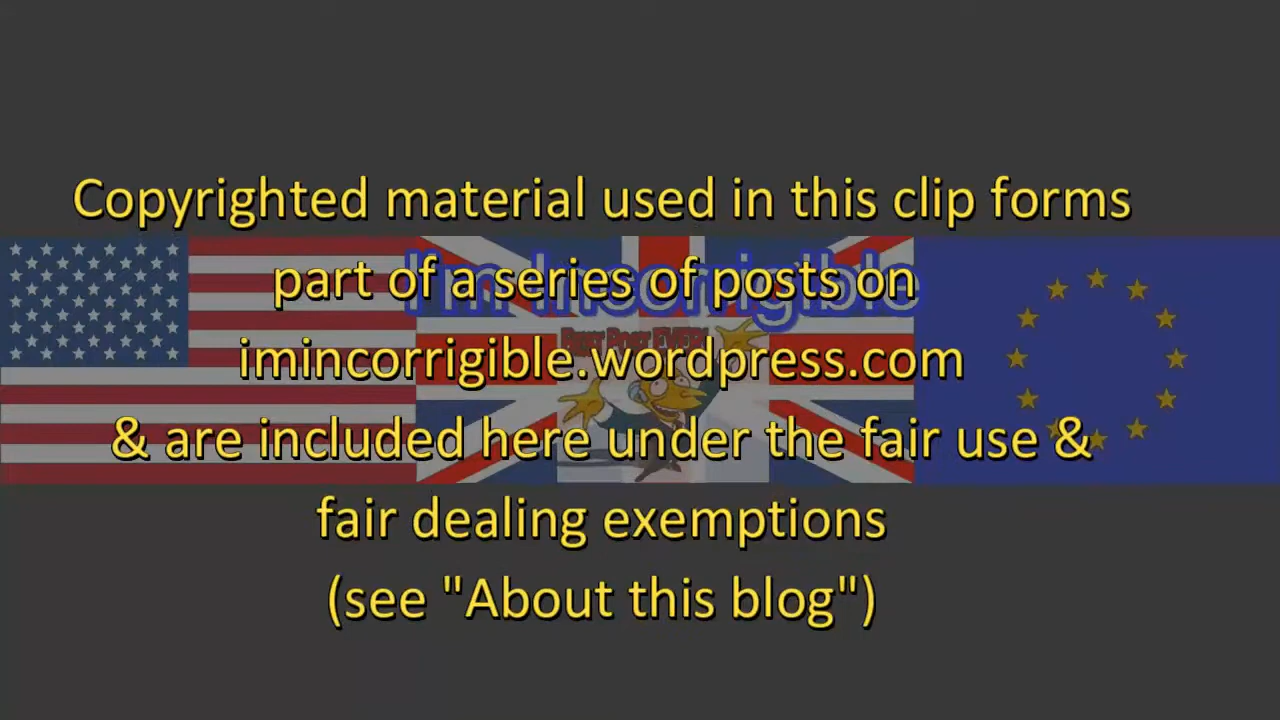 Copyrighted material used in this clip forms
part of a series of posts on
I'm Incorrigible
imincorrigible.wordpress.com
& are included here under the fair use &
fair dealing exemptions
(see "About this blog")